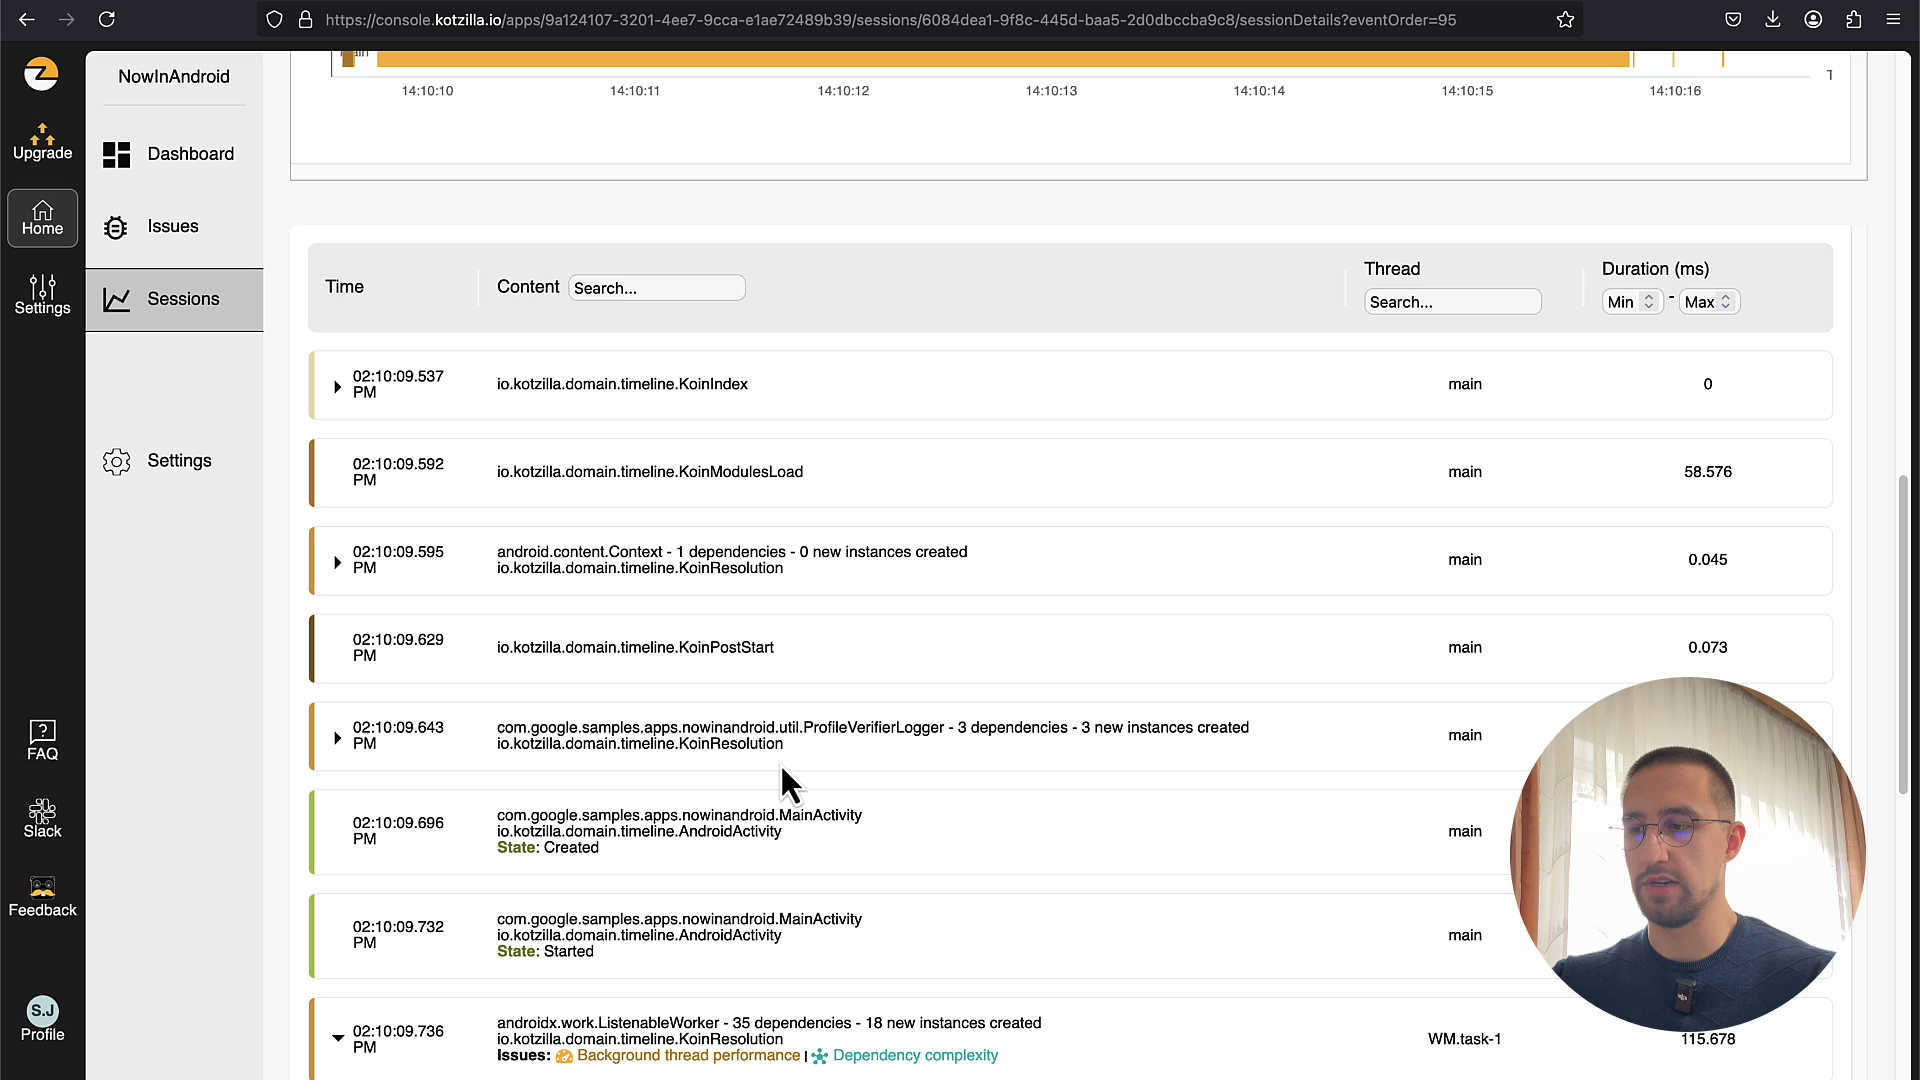 https://console.kotzilla.io/apps/9a124107-3201-4ee7-9cca-e1ae72489b39/sessions/6084dea1-9f8c-445d-baa5-2d0dbccba9c8/sessionDetails?eventOrder=95
Upgrade
Home
Settings
FAQ
Slack
Feedback
S.J
Profile
NowInAndroid
Dashboard
Issues
Sessions
Settings
14:10:10
14:10:11
14:10:12
14:10:13
14:10:14
14:10:15
14:10:16
Time
Content
Search...
Thread
Search...
Duration (ms)
Min - Max
02:10:09.537 PM
io.kotzilla.domain.timeline.KoinIndex
main
0
02:10:09.592 PM
io.kotzilla.domain.timeline.KoinModulesLoad
main
58.576
02:10:09.595 PM
android.content.Context - 1 dependencies - 0 new instances created
io.kotzilla.domain.timeline.KoinResolution
main
0.045
02:10:09.629 PM
io.kotzilla.domain.timeline.KoinPostStart
main
0.073
02:10:09.643 PM
com.google.samples.apps.nowinandroid.util.ProfileVerifierLogger - 3 dependencies - 3 new instances created
io.kotzilla.domain.timeline.KoinResolution
main
02:10:09.696 PM
com.google.samples.apps.nowinandroid.MainActivity
io.kotzilla.domain.timeline.AndroidActivity
State: Created
main
02:10:09.732 PM
com.google.samples.apps.nowinandroid.MainActivity
io.kotzilla.domain.timeline.AndroidActivity
State: Started
main
02:10:09.736 PM
androidx.work.ListenableWorker - 35 dependencies - 18 new instances created
io.kotzilla.domain.timeline.KoinResolution
Issues: Background thread performance | Dependency complexity
WM.task-1
115.678